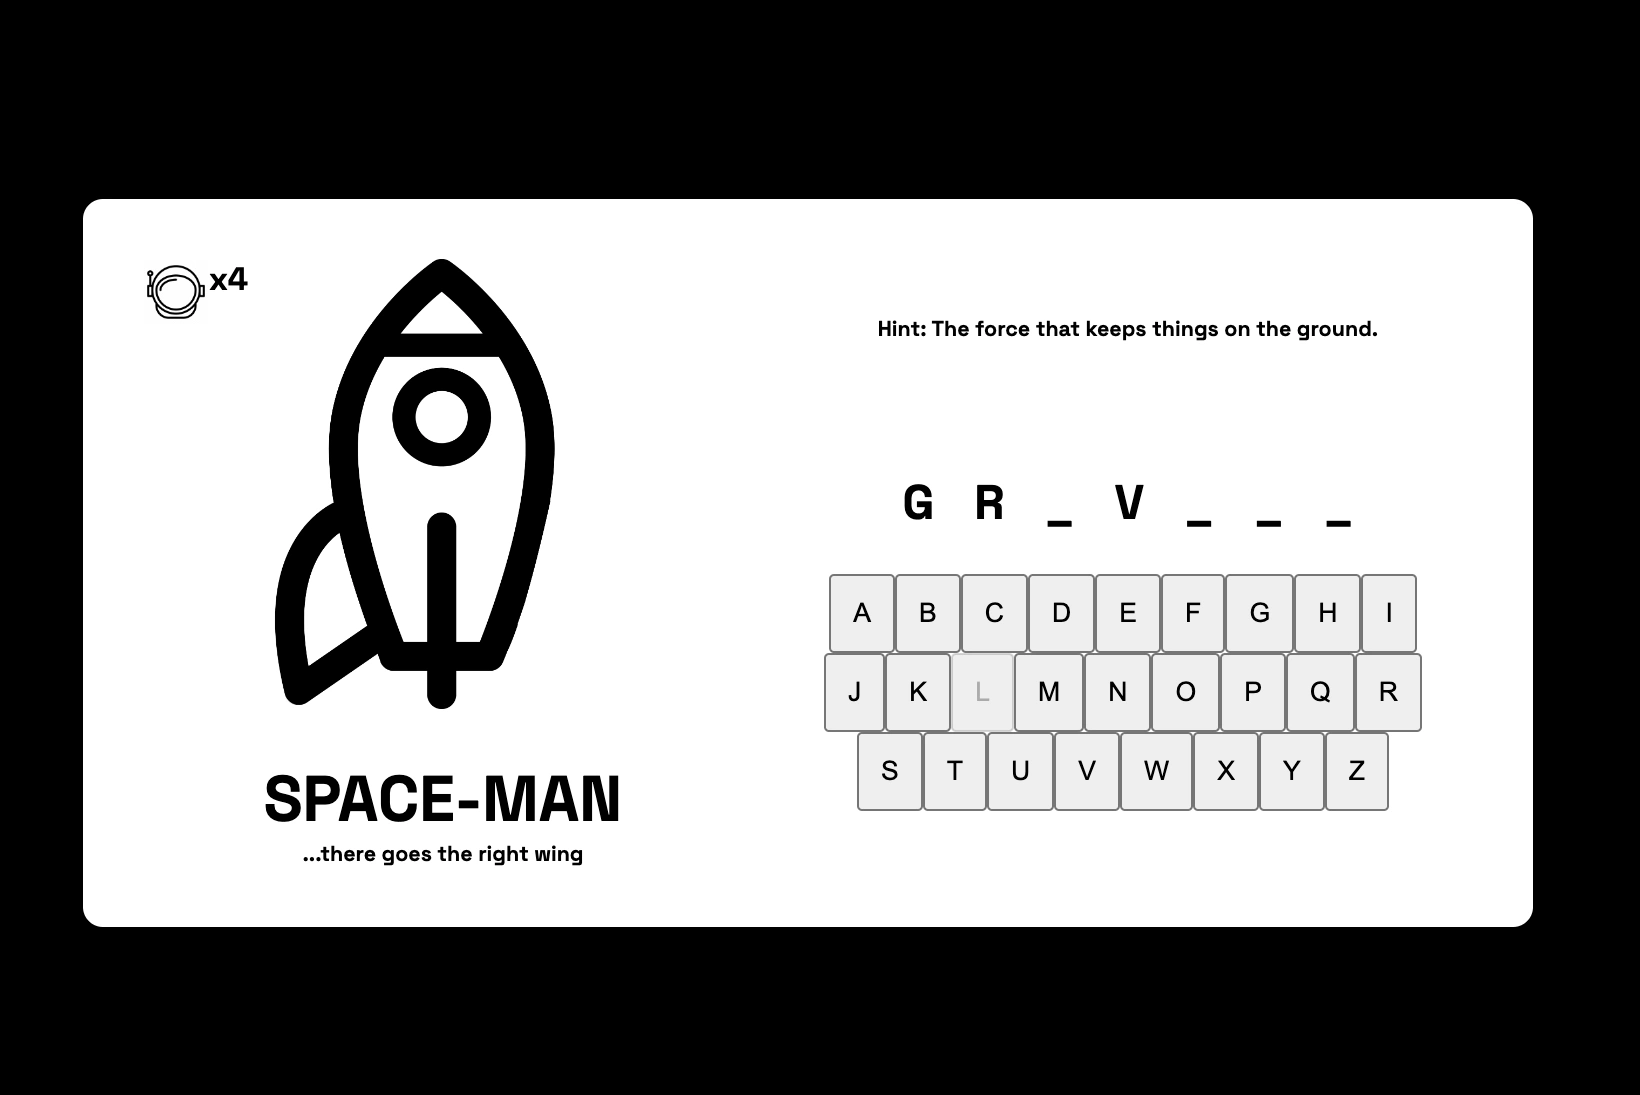 x4
Hint: The force that keeps things on the ground.
G R _ V _ _ _
A B C D E F G H I
J K L M N O P Q R
S T U V W X Y Z
SPACE-MAN
...there goes the right wing